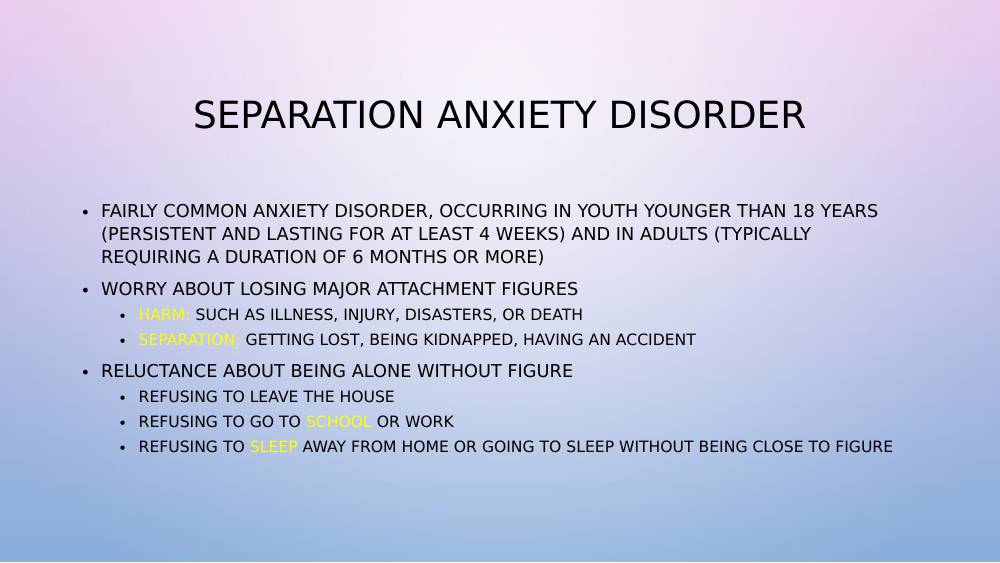 SEPARATION ANXIETY DISORDER
• FAIRLY COMMON ANXIETY DISORDER, OCCURRING IN YOUTH YOUNGER THAN 18 YEARS
(PERSISTENT AND LASTING FOR AT LEAST 4 WEEKS) AND IN ADULTS (TYPICALLY
REQUIRING A DURATION OF 6 MONTHS OR MORE)
• WORRY ABOUT LOSING MAJOR ATTACHMENT FIGURES
• HARM: SUCH AS ILLNESS, INJURY, DISASTERS, OR DEATH
• SEPARATION: GETTING LOST, BEING KIDNAPPED, HAVING AN ACCIDENT
• RELUCTANCE ABOUT BEING ALONE WITHOUT FIGURE
• REFUSING TO LEAVE THE HOUSE
• REFUSING TO GO TO SCHOOL OR WORK
• REFUSING TO SLEEP AWAY FROM HOME OR GOING TO SLEEP WITHOUT BEING CLOSE TO FIGURE